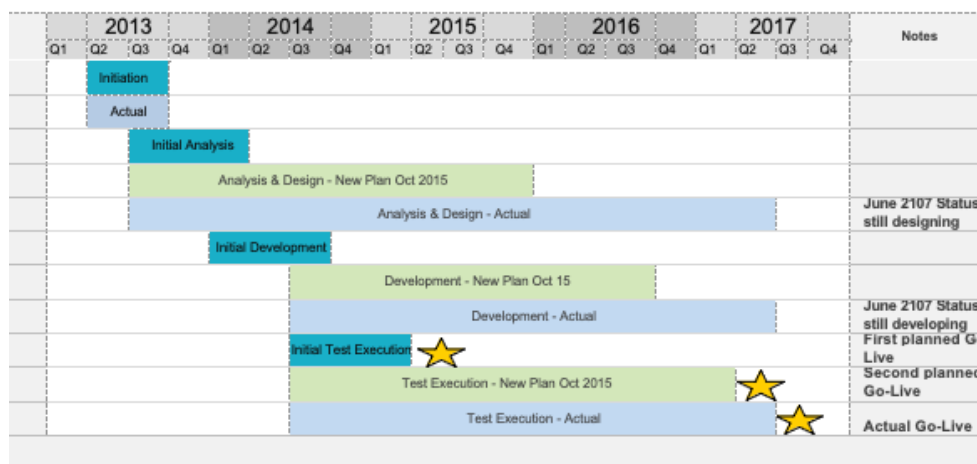 2013 2014 2015 2016 2017 Notes
Q1 Q2 Q3 Q4 Q1 Q2 Q3 Q4 Q1 Q2 Q3 Q4 Q1 Q2 Q3 Q4 Q1 Q2 Q3 Q4
Initiation
Actual
Initial Analysis
Analysis & Design - New Plan Oct 2015
Analysis & Design - Actual
June 2107 Status
still designing
Initial Development
Development - New Plan Oct 15
Development - Actual
June 2107 Status
still developing
Initial Test Execution
First planned G
Live
Test Execution - New Plan Oct 2015
Second planned
Go-Live
Test Execution - Actual
Actual Go-Live